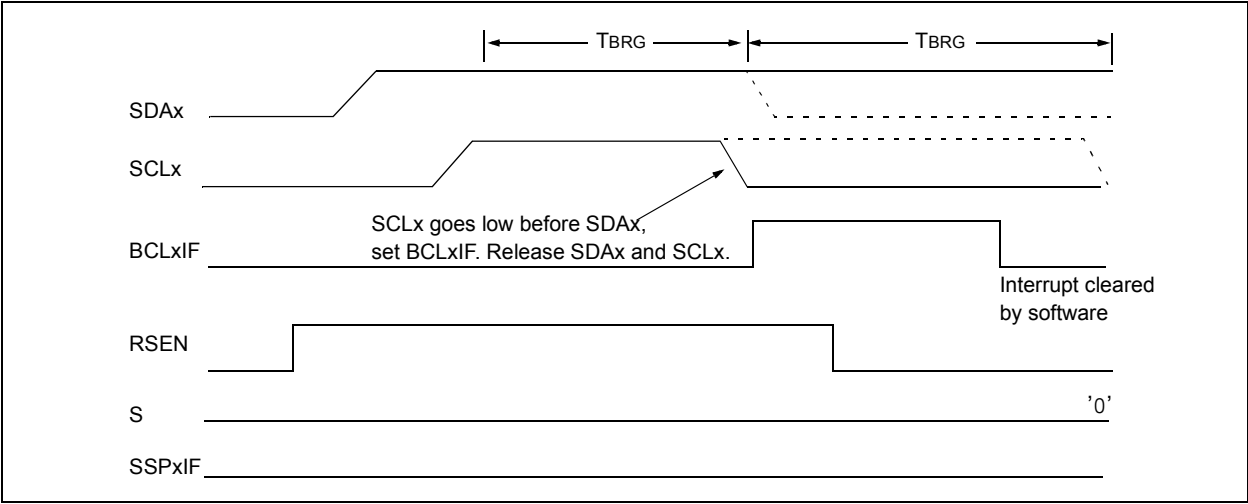 TBRG TBRG
SDAx
SCLx
SCLx goes low before SDAx,
set BCLxIF. Release SDAx and SCLx.
BCLxIF
Interrupt cleared
by software
RSEN
S
’0’
SSPxIF